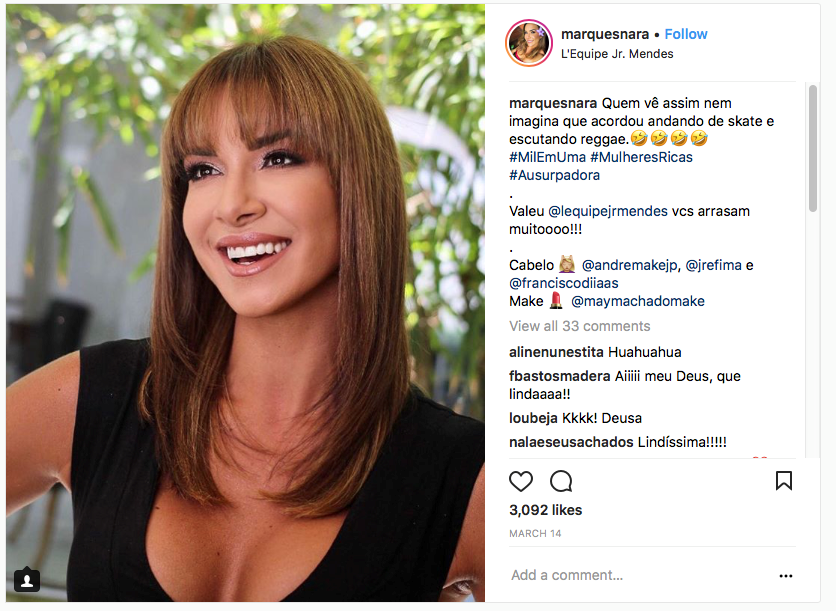 marquesnara • Follow
L'Equipe Jr. Mendes
marquesnara Quem vê assim nem
imagina que acordou andando de skate e
escutando reggae.🤣🤣🤣🤣
#MilEmUma #MulheresRicas
#Ausurpadora
.
Valeu @lequipejrmendes vcs arrasam
muitoooo!!!
.
Cabelo 💆🏼 @andremakejp, @jrefima e
@franciscodiiaas
Make 💄 @maymachadomake
View all 33 comments
alinenunestita Huahuahua
fbastosmadera Aiiiii meu Deus, que
lindaaaa!!
loubeja Kkkk! Deusa
nalaeseusachados Lindíssima!!!!!
3,092 likes
MARCH 14
Add a comment...